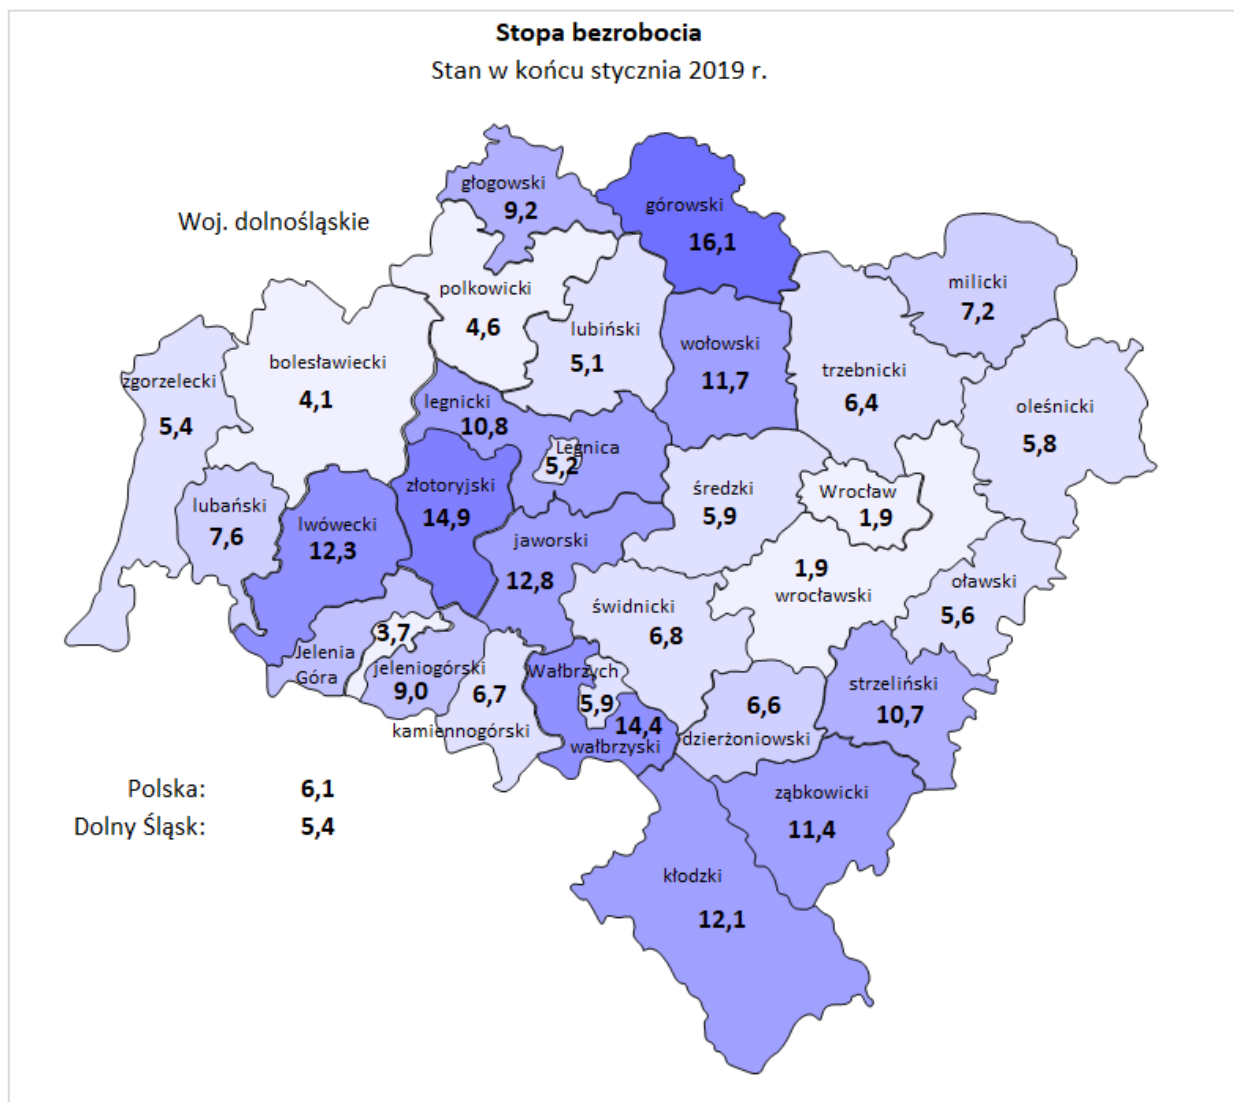 Stopa bezrobocia
Stan w końcu stycznia 2019 r.
Woj. dolnośląskie
głogowski
9,2
górowski
16,1
milicki
7,2
polkowicki
4,6
lubiński
5,1
wołowski
11,7
trzebnicki
6,4
oleśnicki
5,8
bolesławiecki
4,1
zgorzelecki
5,4
legnicki
10,8
Legnica
5,2
złotoryjski
14,9
średzki
5,9
Wrocław
1,9
lubański
7,6
lwówecki
12,3
jaworski
12,8
1,9
wrocławski
oławski
5,6
świdnicki
6,8
3,7
Jelenia
Góra
jeleniogórski
9,0
6,7
kamiennogórski
Wałbrzych
5,9
14,4
wałbrzyski
6,6
dzierżoniowski
strzeliński
10,7
ząbkowicki
11,4
kłodzki
12,1
Polska: 6,1
Dolny Śląsk: 5,4